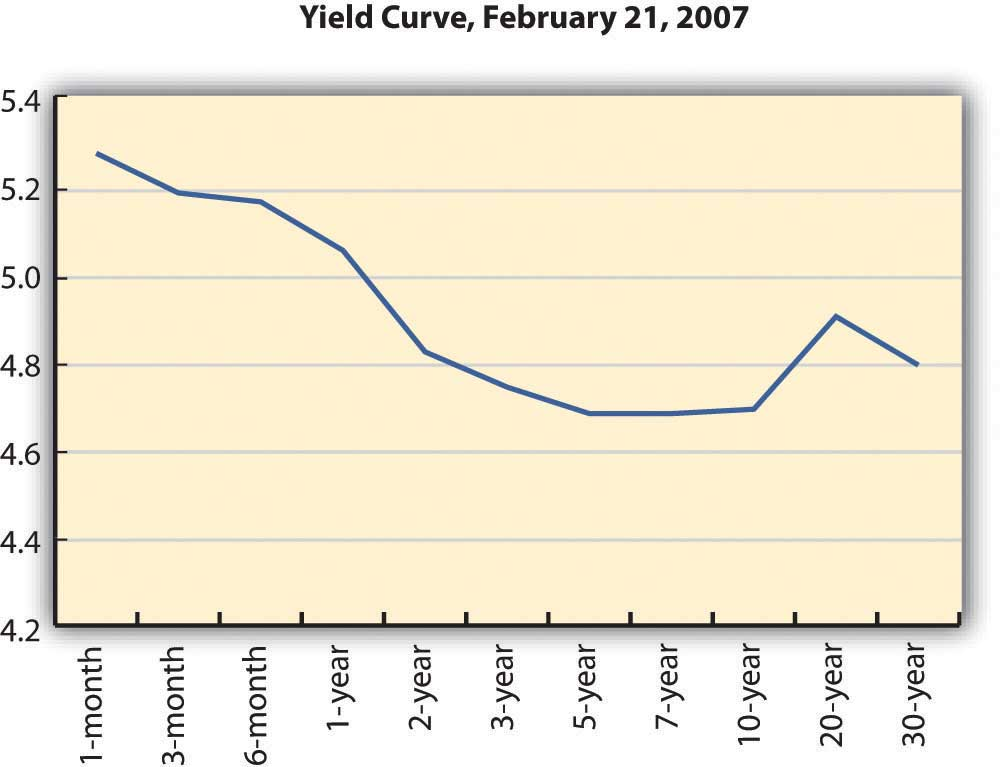 Yield Curve, February 21, 2007
5.4
5.2
5.0
4.8
4.6
4.4
4.2
1-month
3-month
6-month
1-year
2-year
3-year
5-year
7-year
10-year
20-year
30-year